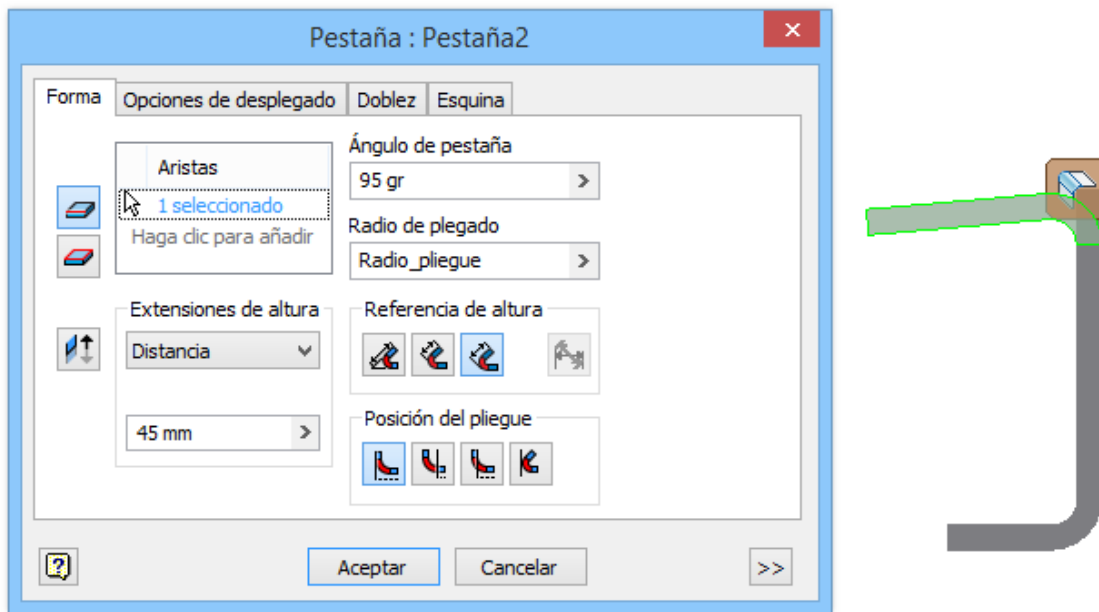 Pestaña : Pestaña2
Forma
Opciones de desplegado
Doblez
Esquina
Aristas
1 seleccionado
Haga clic para añadir
Ángulo de pestaña
95 gr
Radio de plegado
Radio_pliegue
Extensiones de altura
Distancia
45 mm
Referencia de altura
Posición del pliegue
Aceptar
Cancelar
>>